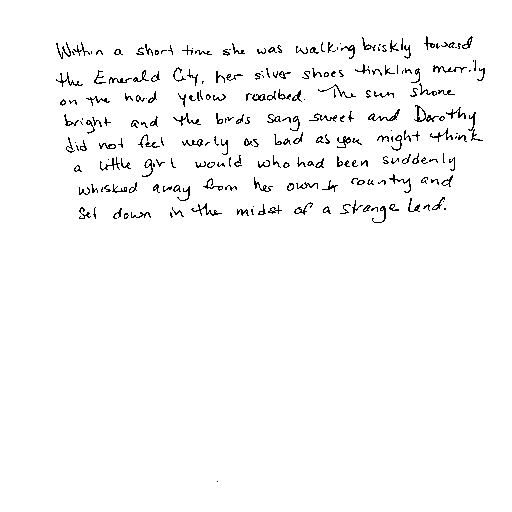 Within a short time she was walking briskly toward
the Emerald City, her silver shoes tinkling merrily
on the hard yellow roadbed. The sun shone
bright and the birds sang sweet and Dorothy
did not feel nearly as bad as you might think
a little girl would who had been suddenly
whisked away from her own country and
set down in the midst of a strange land.